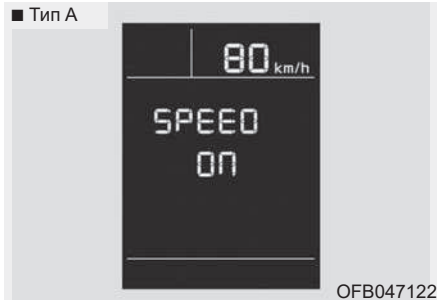 ■ Тип A
80 km/h
SPEED
ON
OFB047122